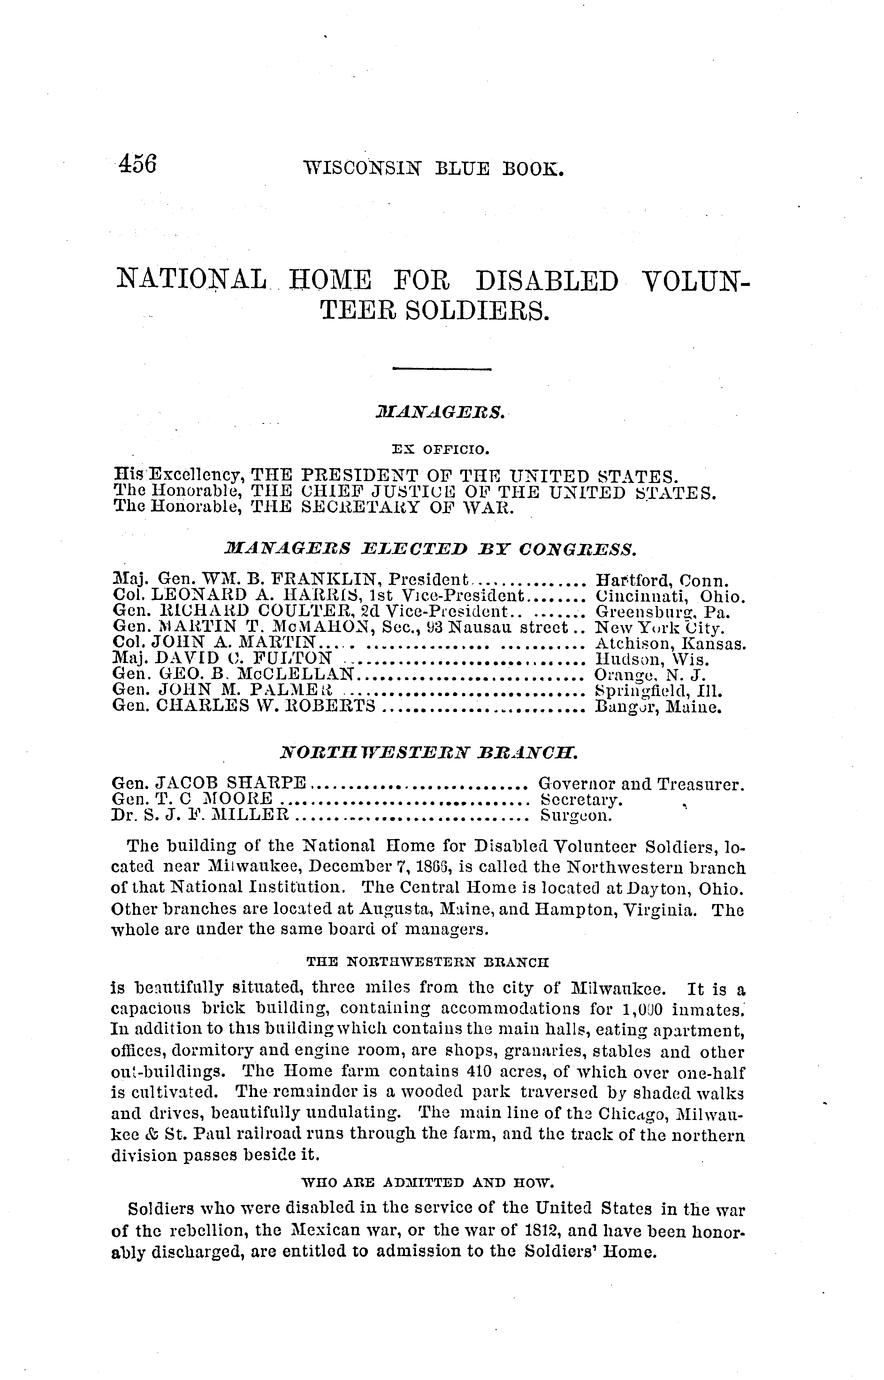 456 WISCONSIN BLUE BOOK.
NATIONAL HOME FOR DISABLED VOLUN-
TEER SOLDIERS.
MANAGERS.
EX OFFICIO.
His Excellency, THE PRESIDENT OF THE UNITED STATES.
The Honorable, THE CHIEF JUSTICE OF THE UNITED STATES.
The Honorable, THE SECRETARY OF WAR.
MANAGERS ELECTED BY CONGRESS.
Maj. Gen. WM. B. FRANKLIN, President............... Hartford, Conn.
Col. LEONARD A. HARRIS, 1st Vice-President........ Cincinnati, Ohio.
Gen. RICHARD COULTER, 2d Vice-President.. ....... Greensburg, Pa.
Gen. MARTIN T. McMAHON, Sec., 93 Nausau street.. New York City.
Col. JOHN A. MARTIN.... ................ ........... Atchison, Kansas.
Maj. DAVID C. FULTON ............................... Hudson, Wis.
Gen. GEO. B. McCLELLAN............................. Orange, N. J.
Gen. JOHN M. PALMER ............................... Springfield, Ill.
Gen. CHARLES W. ROBERTS ........................... Bangor, Maine.
NORTHWESTERN BRANCH.
Gen. JACOB SHARPE............................ Governor and Treasurer.
Gen. T. C MOORE ................................ Secretary.
Dr. S. J. F. MILLER .............................. Surgeon.
The building of the National Home for Disabled Volunteer Soldiers, lo-
cated near Milwaukee, December 7, 1866, is called the Northwestern branch
of that National Institution. The Central Home is located at Dayton, Ohio.
Other branches are located at Augusta, Maine, and Hampton, Virginia. The
whole are under the same board of managers.
THE NORTHWESTERN BRANCH
is beautifully situated, three miles from the city of Milwaukee. It is a
capacious brick building, containing accommodations for 1,000 inmates.
In addition to this building which contains the main halls, eating apartment,
offices, dormitory and engine room, are shops, granaries, stables and other
out-buildings. The Home farm contains 410 acres, of which over one-half
is cultivated. The remainder is a wooded park traversed by shaded walks
and drives, beautifully undulating. The main line of the Chicago, Milwau-
kee & St. Paul railroad runs through the farm, and the track of the northern
division passes beside it.
WHO ARE ADMITTED AND HOW.
Soldiers who were disabled in the service of the United States in the war
of the rebellion, the Mexican war, or the war of 1812, and have been honor-
ably discharged, are entitled to admission to the Soldiers' Home.